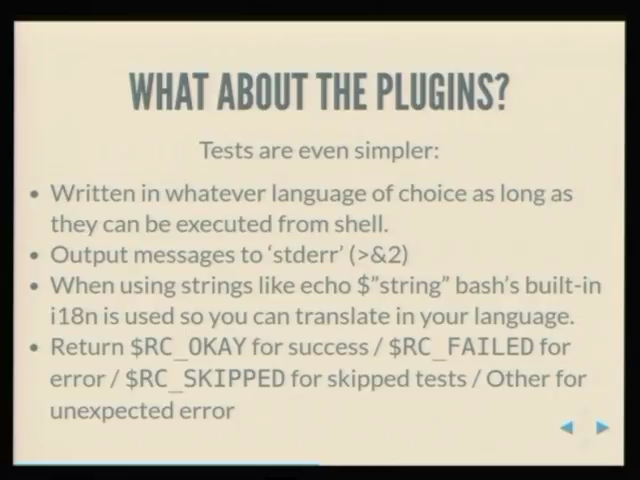 WHAT ABOUT THE PLUGINS?
Tests are even simpler:
• Written in whatever language of choice as long as
they can be executed from shell.
• Output messages to ‘stderr’ (>&2)
• When using strings like echo $”string” bash’s built-in
i18n is used so you can translate in your language.
• Return $RC_OKAY for success / $RC_FAILED for
error / $RC_SKIPPED for skipped tests / Other for
unexpected error